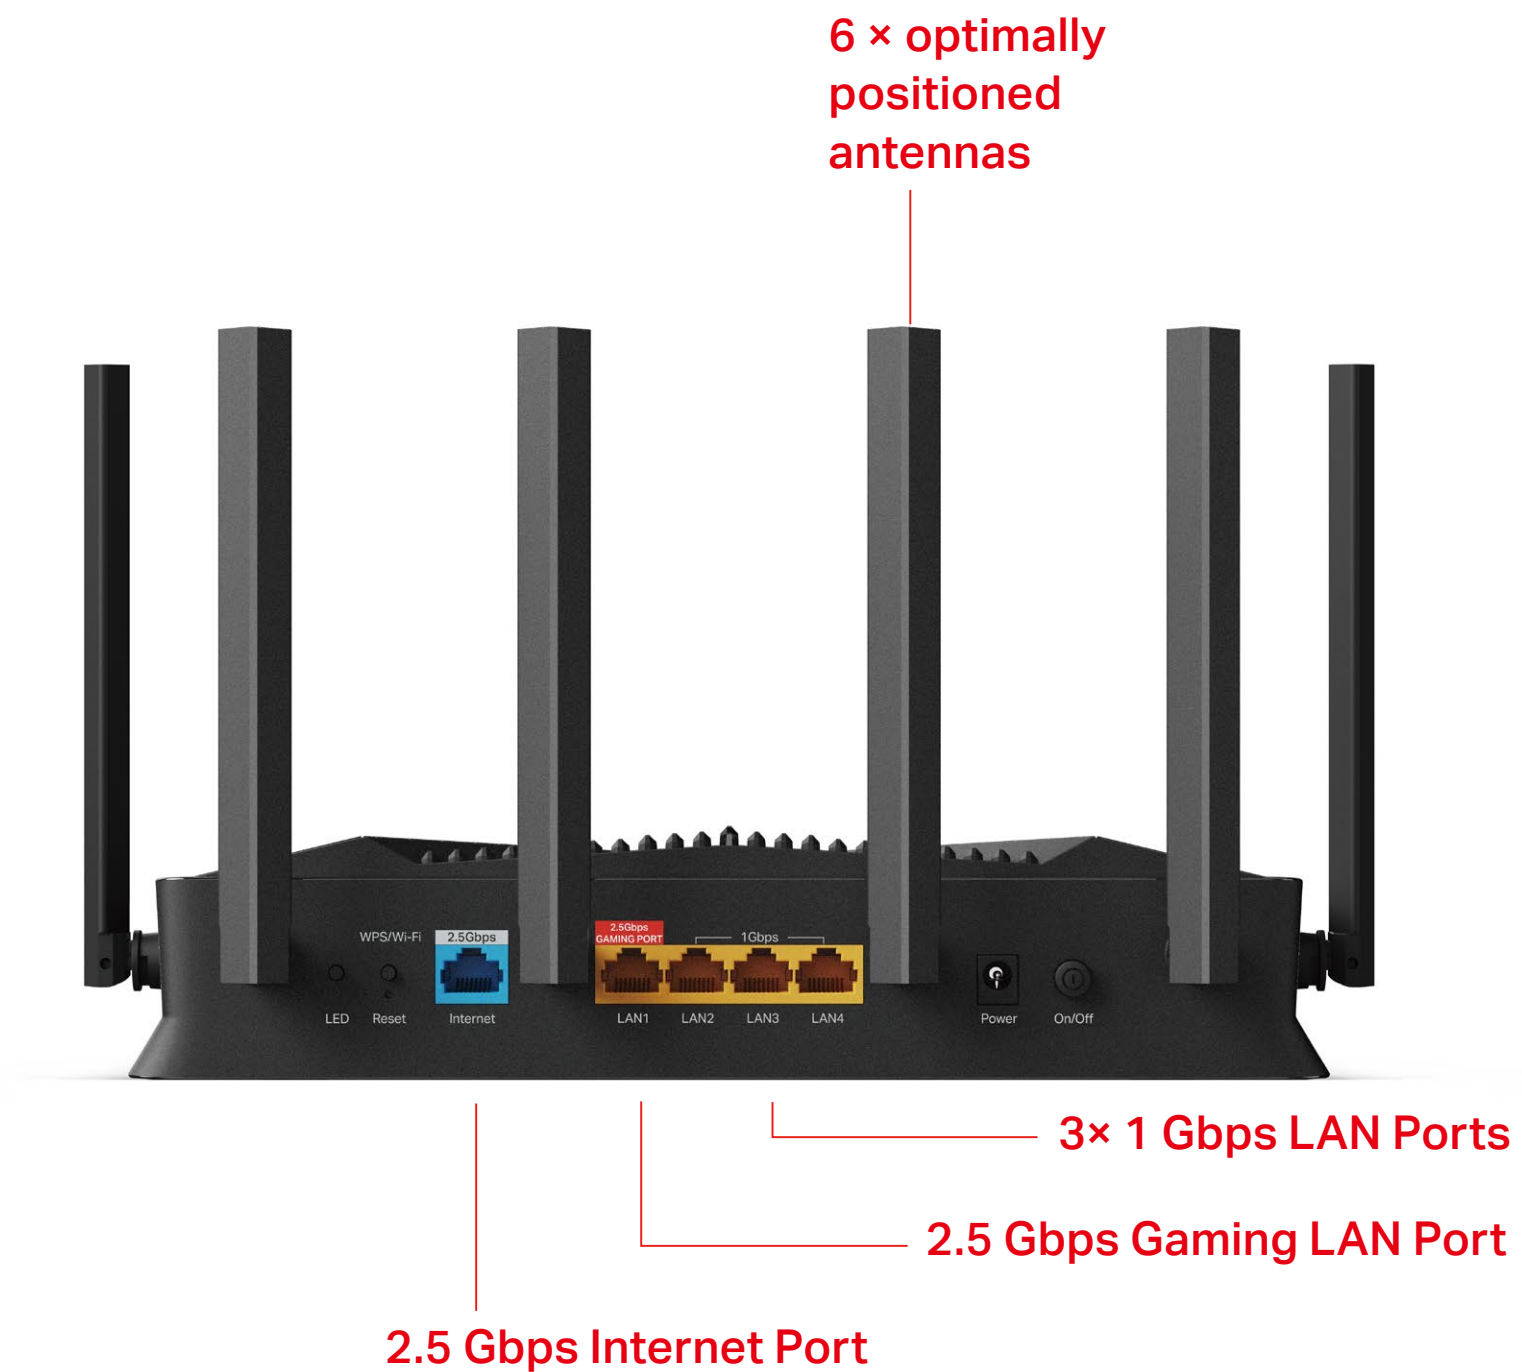 6 × optimally
positioned
antennas
WPS/Wi-Fi
2.5Gbps
2.5Gbps
GAMING PORT
1Gbps
LED
Reset
Internet
LAN1
LAN2
LAN3
LAN4
Power
On/Off
3× 1 Gbps LAN Ports
2.5 Gbps Gaming LAN Port
2.5 Gbps Internet Port